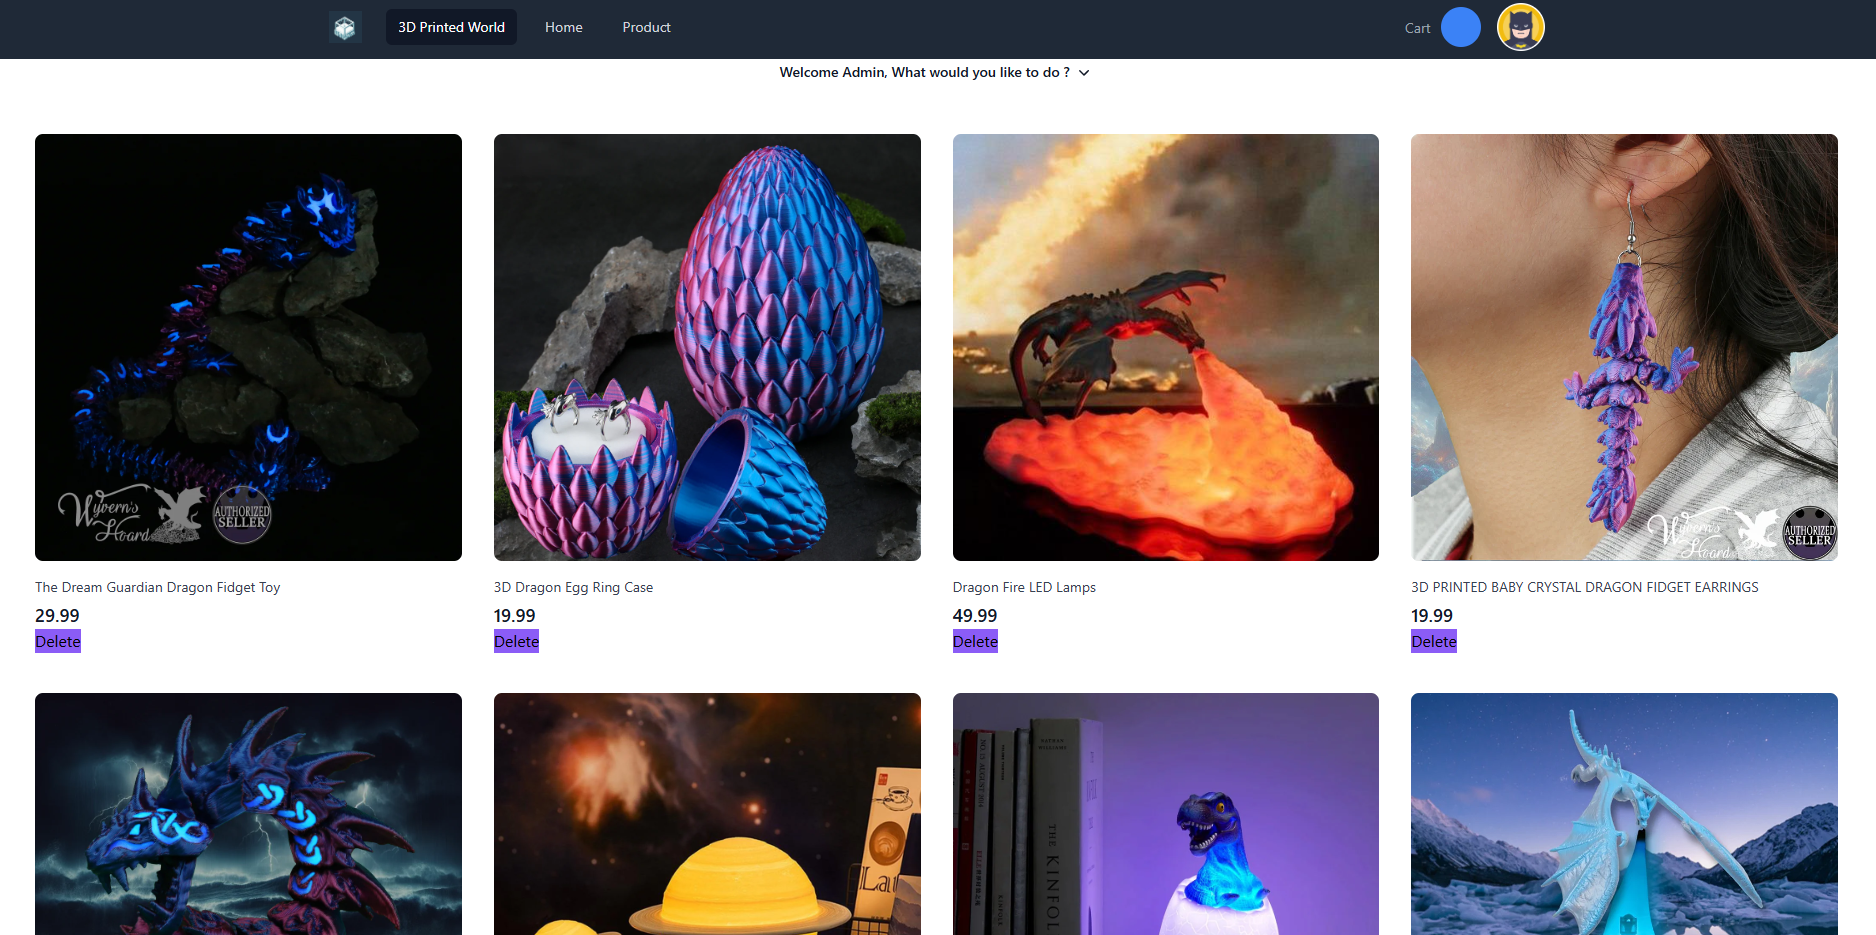 3D Printed World
Home
Product
Cart
Welcome Admin, What would you like to do ?
Wyvern's
Hoard
AUTHORIZED
SELLER
Wyvern's
Hoard
AUTHORIZED
SELLER
The Dream Guardian Dragon Fidget Toy
3D Dragon Egg Ring Case
Dragon Fire LED Lamps
3D PRINTED BABY CRYSTAL DRAGON FIDGET EARRINGS
29.99
19.99
49.99
19.99
Delete
Delete
Delete
Delete
THE KINFOL